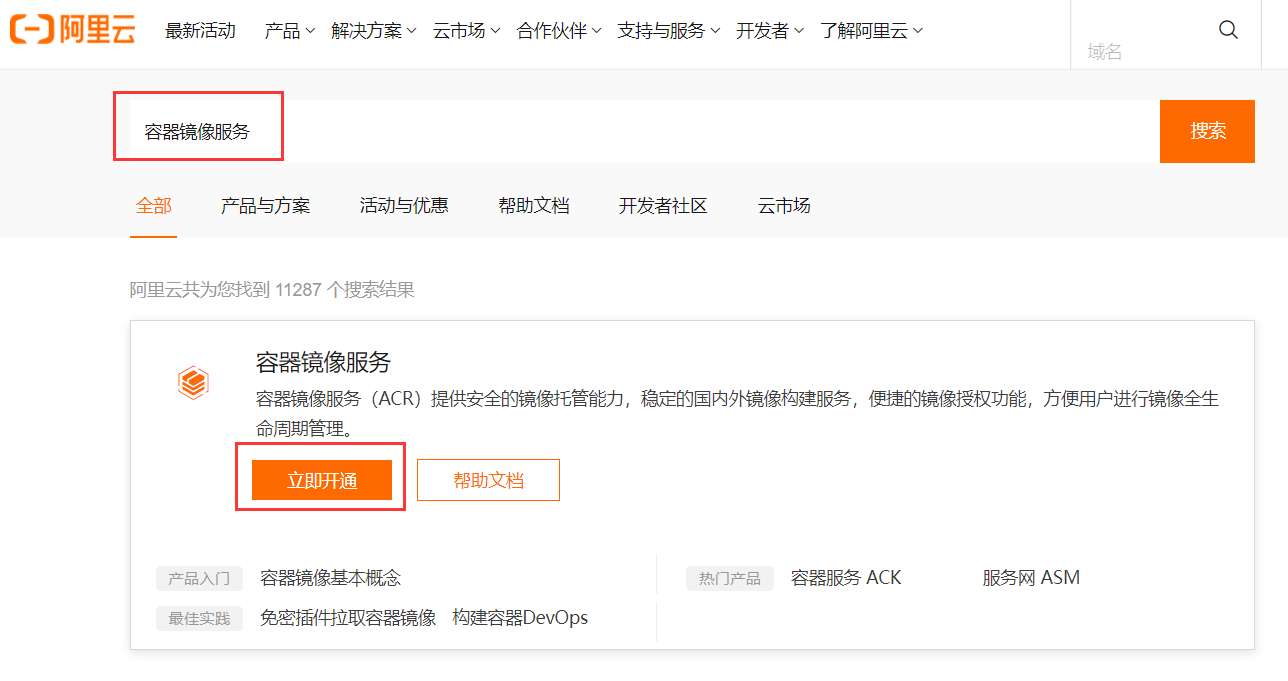 阿里云 最新活动 产品 解决方案 云市场 合作伙伴 支持与服务 开发者 了解阿里云 域名
容器镜像服务 搜索
全部 产品与方案 活动与优惠 帮助文档 开发者社区 云市场
阿里云共为您找到 11287 个搜索结果
容器镜像服务
容器镜像服务（ACR）提供安全的镜像托管能力，稳定的国内外镜像构建服务，便捷的镜像授权功能，方便用户进行镜像全生
命周期管理。
立即开通 帮助文档
产品入门 容器镜像基本概念 热门产品 容器服务 ACK 服务网 ASM
最佳实践 免密插件拉取容器镜像 构建容器DevOps